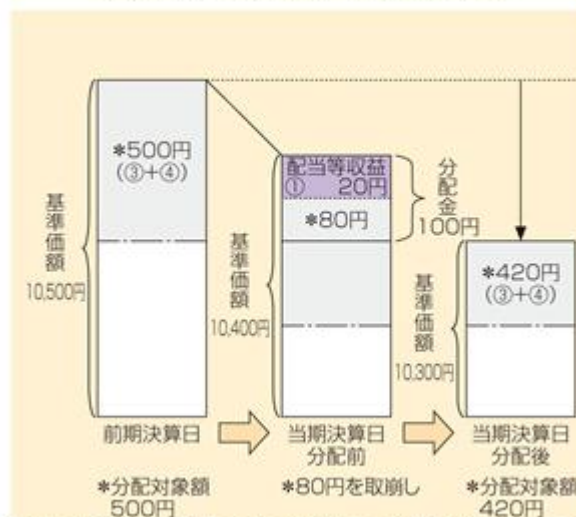 *500円
(③+④)
基準価額
10,500円
前期決算日
*分配対象額
500円
配当等収益
① 20円
*80円
分配金
100円
基準価額
10,400円
当期決算日
分配前
*80円を取崩し
*420円
(③+④)
基準価額
10,300円
当期決算日
分配後
*分配対象額
420円